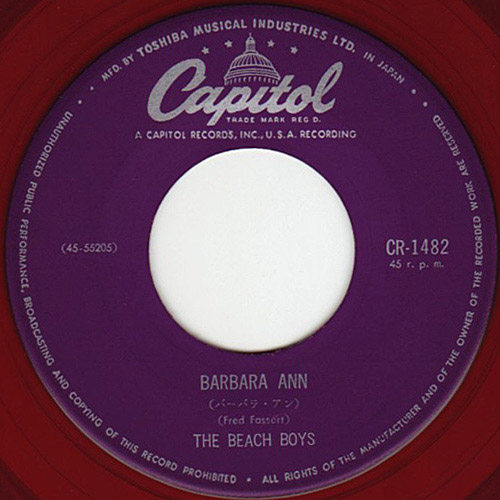 MFD. BY TOSHIBA MUSICAL INDUSTRIES LTD. IN JAPAN
Capitol
TRADE MARK REG D.
A CAPITOL RECORDS, INC., U.S.A. RECORDING
(45-55205)
CR-1482
45 r. p. m.
BARBARA ANN
(バーバラ・アン)
(Fred Fassert)
THE BEACH BOYS
UNAUTHORIZED PUBLIC PERFORMANCE, BROADCASTING AND COPYING OF THIS RECORD PROHIBITED • ALL RIGHTS OF THE MANUFACTURER AND OF THE OWNER OF THE RECORDED WORK ARE RESERVED